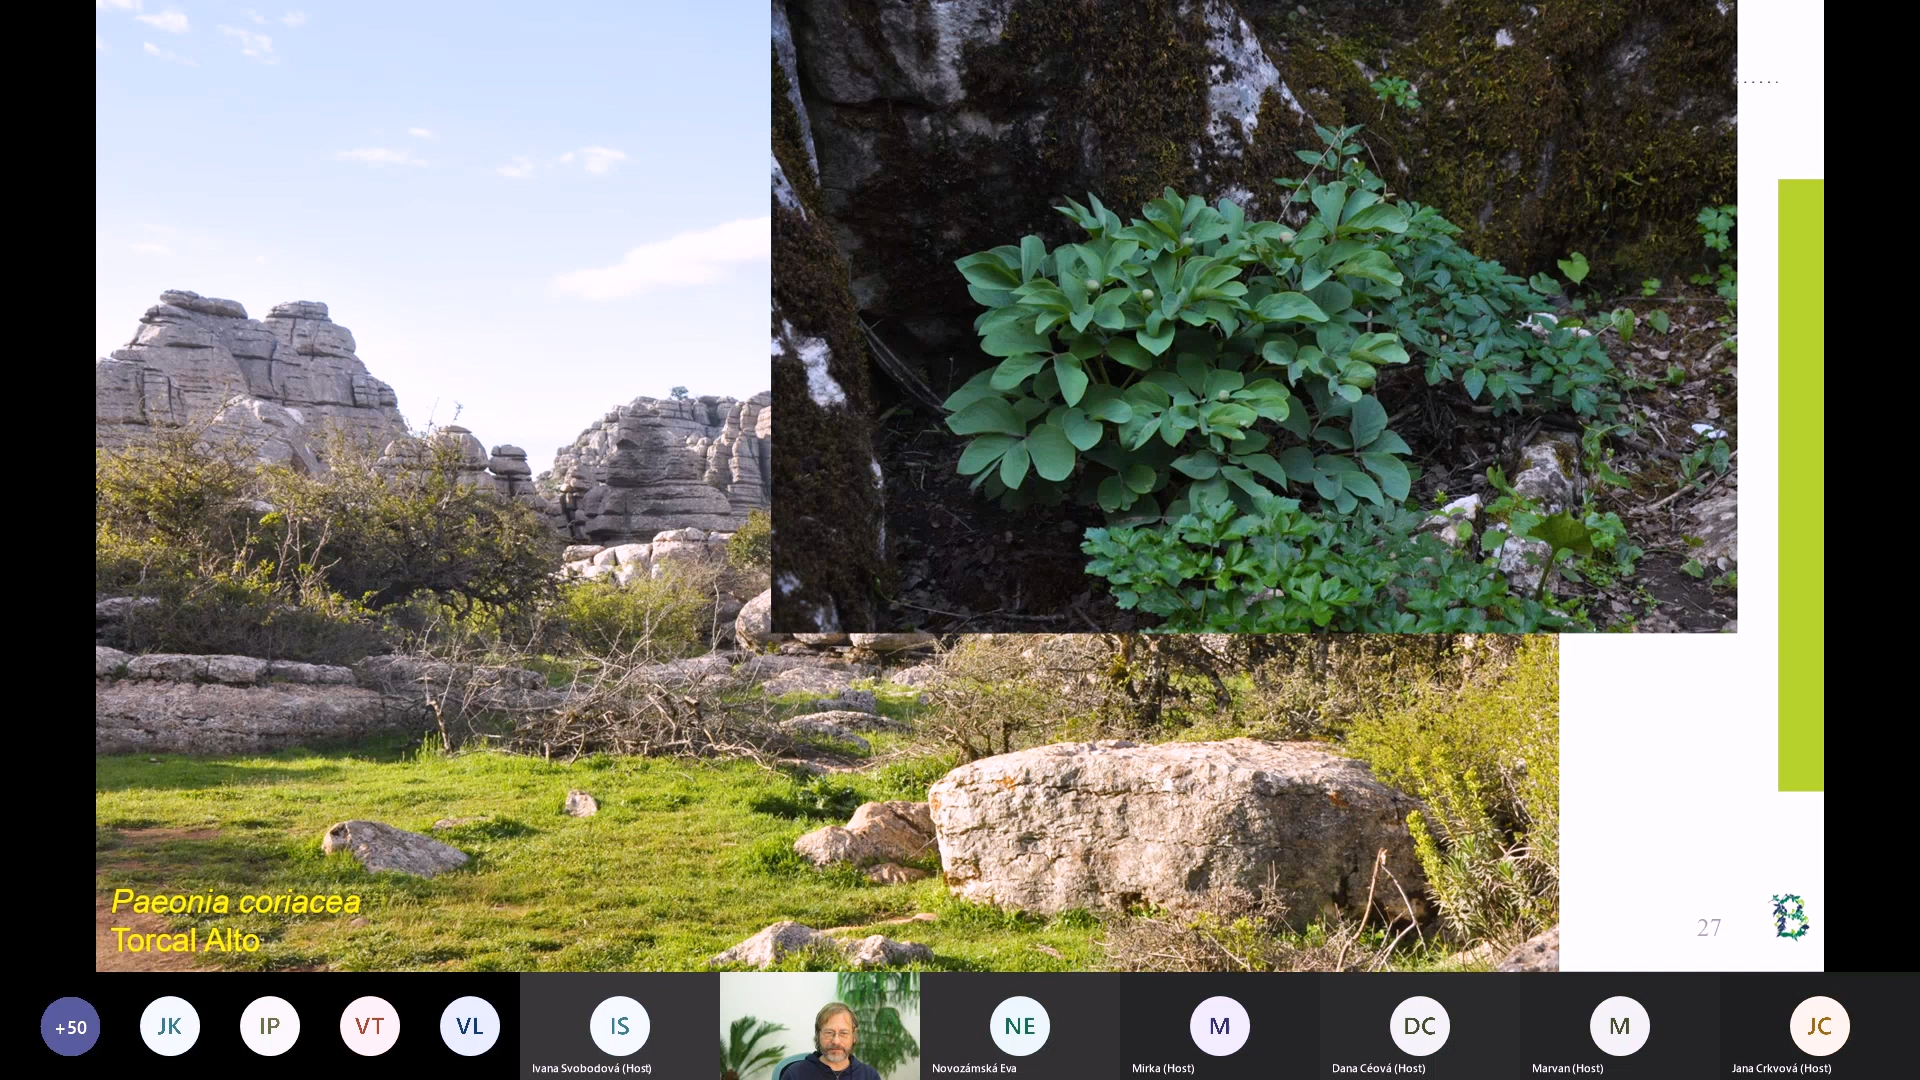 ......
Paeonia coriacea
Torcal Alto
27
B
+50
JK
IP
VT
VL
IS
NE
M
DC
M
JC
Ivana Svobodová (Host)
Novozámská Eva
Mirka (Host)
Dana Céová (Host)
Marvan (Host)
Jana Crkvová (Host)